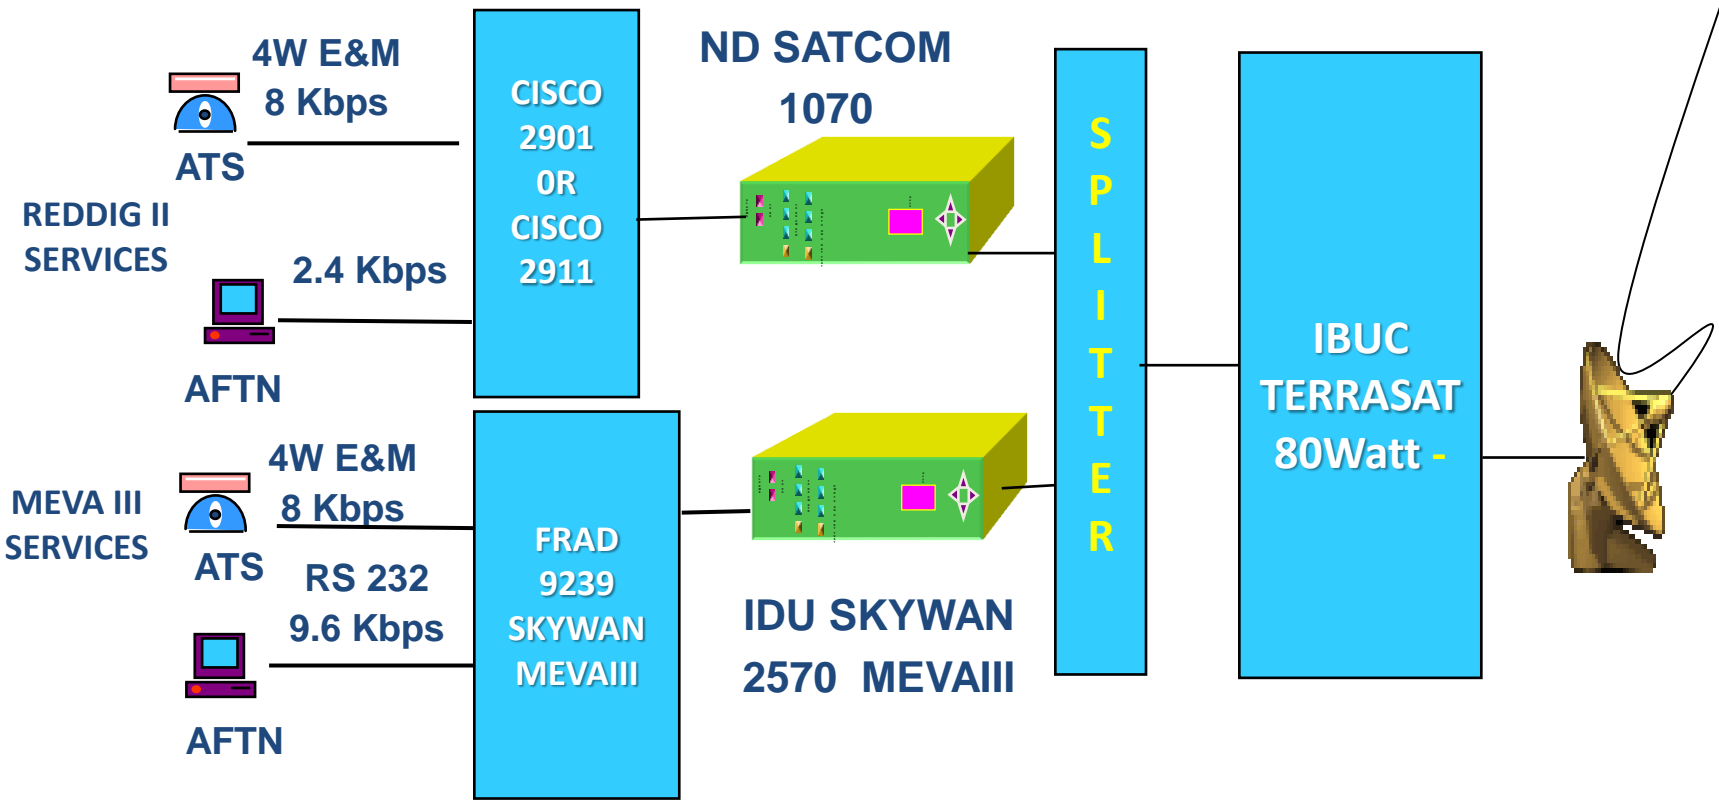 REDDIG II
SERVICES
4W E&M
8 Kbps
ATS
2.4 Kbps
AFTN
CISCO
2901
0R
CISCO
2911
ND SATCOM
1070
MEVA III
SERVICES
4W E&M
8 Kbps
ATS
RS 232
9.6 Kbps
AFTN
FRAD
9239
SKYWAN
MEVAIII
IDU SKYWAN
2570 MEVAIII
S
P
L
I
T
T
E
R
IBUC
TERRASAT
80Watt -